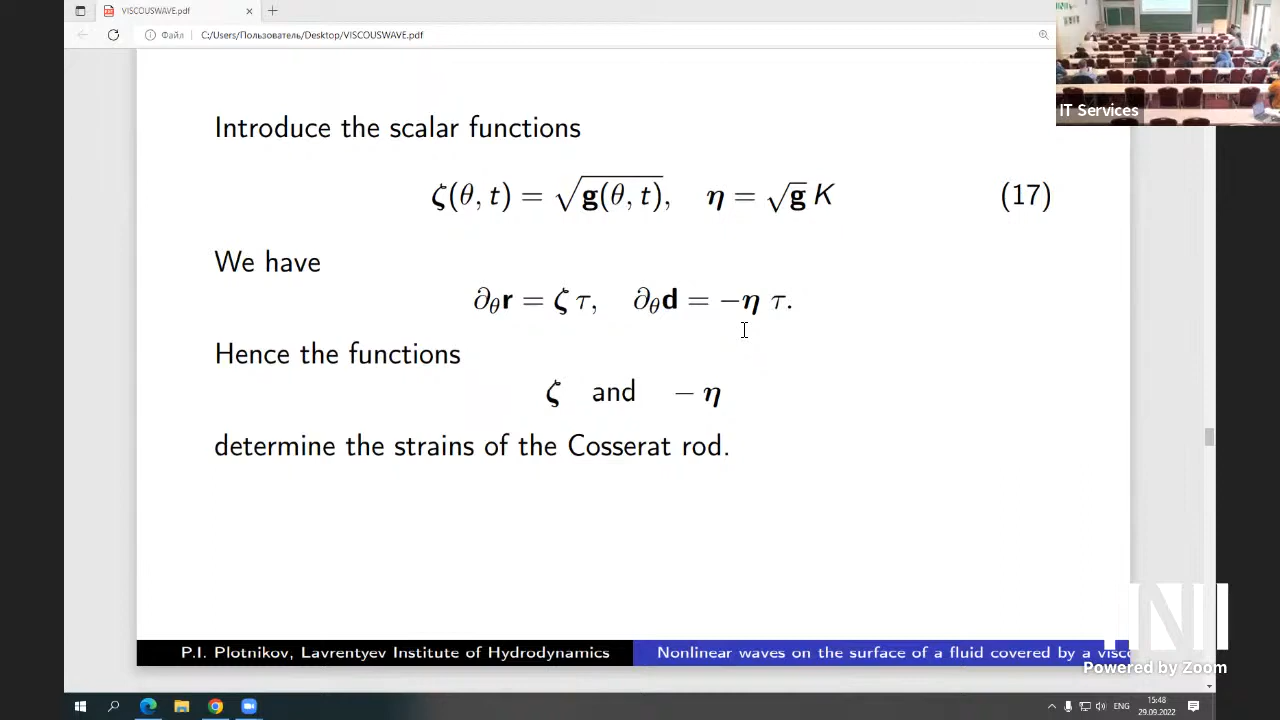 VISCOUSWAVE.pdf
Файл
C:/Users/Пользователь/Desktop/VISCOUSWAVE.pdf
IT Services
Introduce the scalar functions
ζ(θ, t) = √g(θ, t), η = √g K (17)
We have
∂θr = ζ τ, ∂θd = −η τ.
Hence the functions
ζ and − η
determine the strains of the Cosserat rod.
P.I. Plotnikov, Lavrentyev Institute of Hydrodynamics
Nonlinear waves on the surface of a fluid covered by a visco
Powered by Zoom
ENG
15:48
29.09.2022